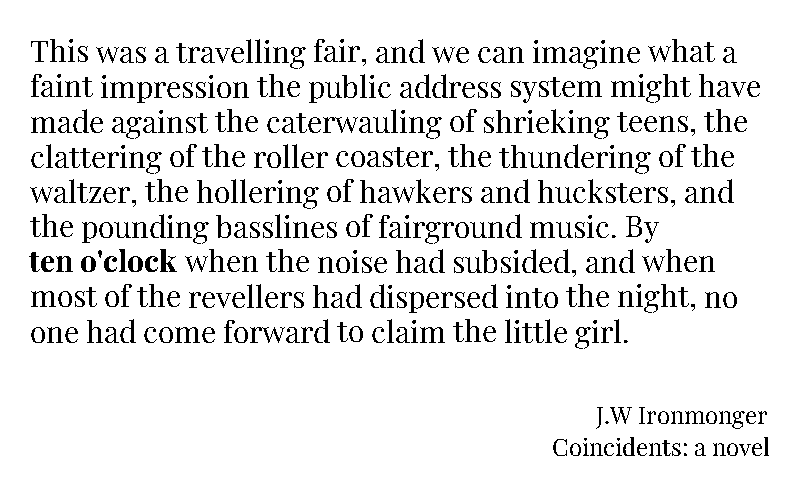 This was a travelling fair, and we can imagine what a
faint impression the public address system might have
made against the caterwauling of shrieking teens, the
clattering of the roller coaster, the thundering of the
waltzer, the hollering of hawkers and hucksters, and
the pounding basslines of fairground music. By
ten o'clock when the noise had subsided, and when
most of the revellers had dispersed into the night, no
one had come forward to claim the little girl.
J.W Ironmonger
Coincidents: a novel